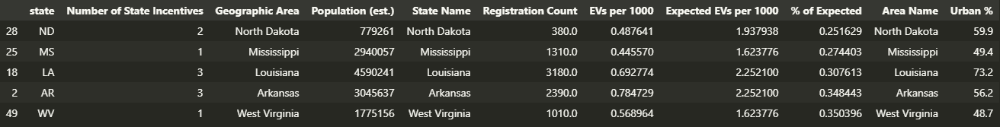 state Number of State Incentives Geographic Area Population (est.) State Name Registration Count EVs per 1000 Expected EVs per 1000 % of Expected Area Name Urban %
28 ND 2 North Dakota 779261 North Dakota 380.0 0.487641 1.937938 0.251629 North Dakota 59.9
25 MS 1 Mississippi 2940057 Mississippi 1310.0 0.445570 1.623776 0.274403 Mississippi 49.4
18 LA 3 Louisiana 4590241 Louisiana 3180.0 0.692774 2.252100 0.307613 Louisiana 73.2
2 AR 3 Arkansas 3045637 Arkansas 2390.0 0.784729 2.252100 0.348443 Arkansas 56.2
49 WV 1 West Virginia 1775156 West Virginia 1010.0 0.568964 1.623776 0.350396 West Virginia 48.7